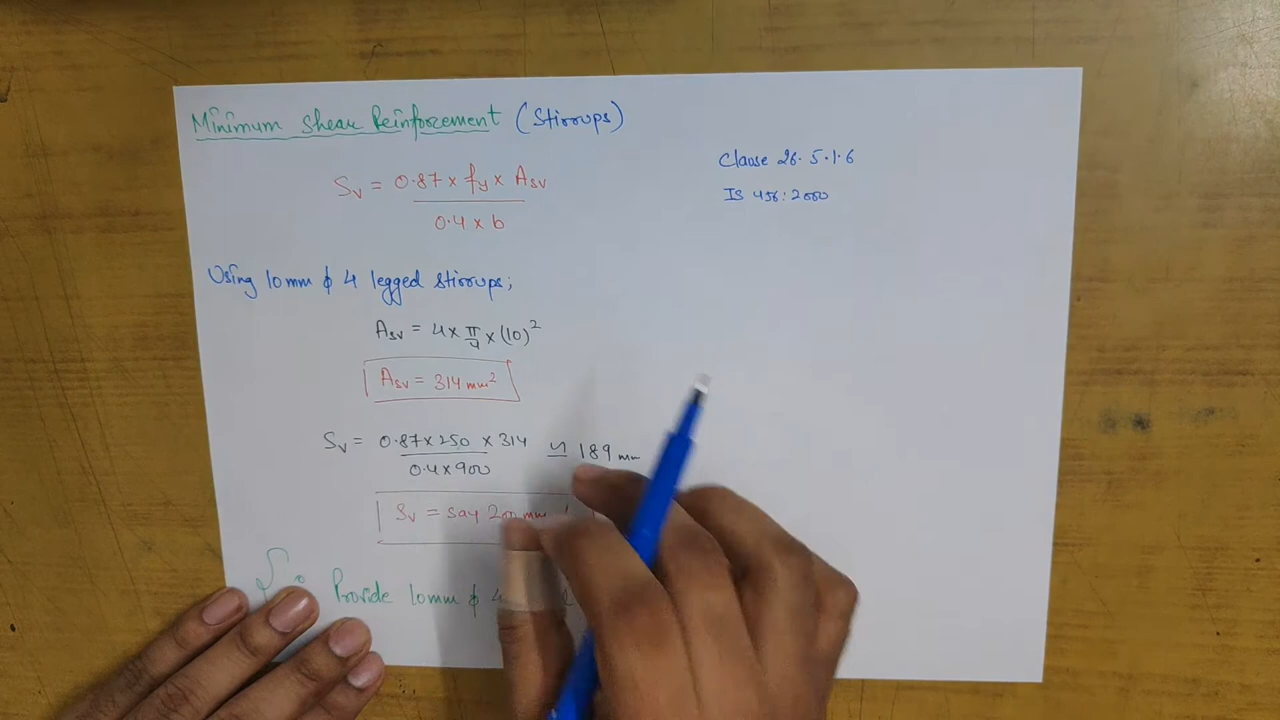 Minimum Shear Reinforcement (Stirrups)
Clause 26.5.1.6
IS 456:2000
Sv = 0.87 x fy x Asv
0.4 x b
Using 10mm ϕ 4 legged stirrups;
Asv = 4 x π/4 x (10)²
Asv = 314 mm²
Sv = 0.87 x 250 x 314 ≃ 189 mm
0.4 x 900
Sv = say 200 mm
Provide 10mm ϕ 4